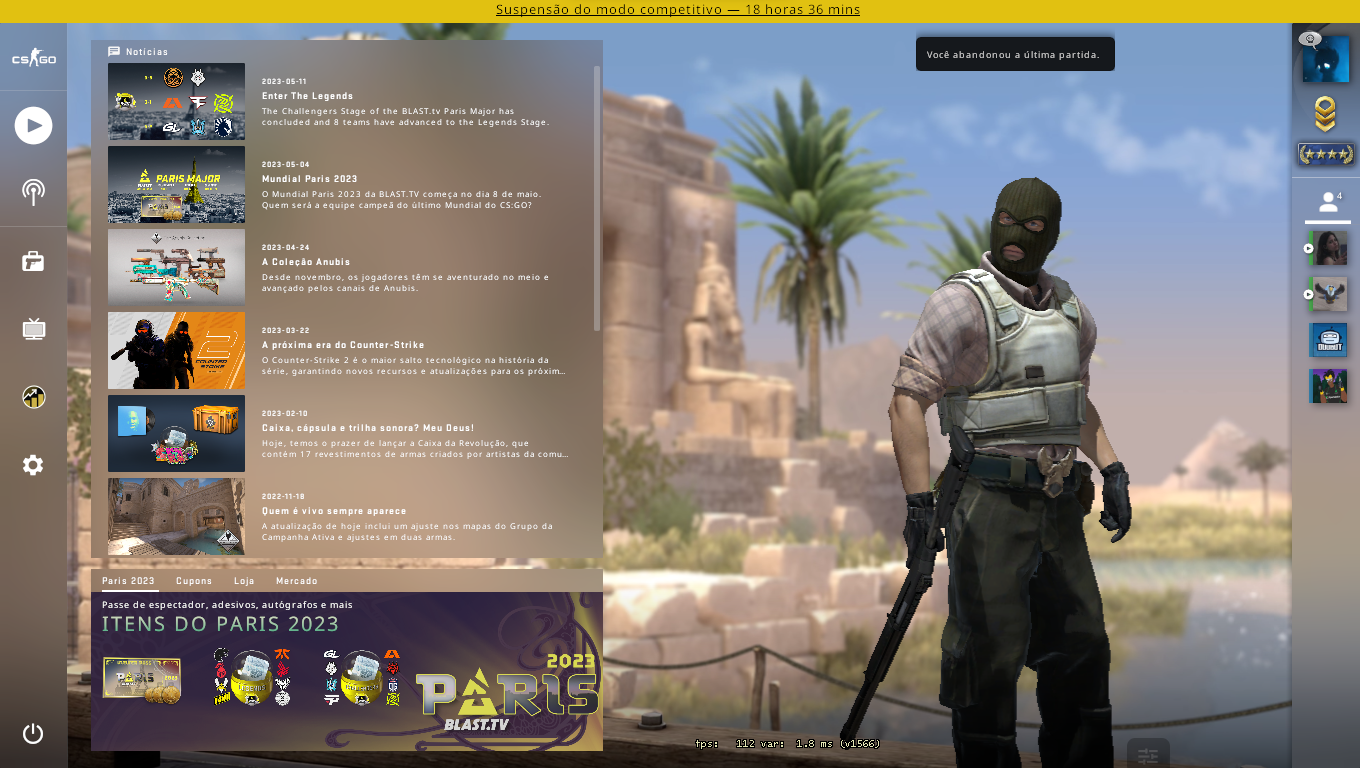 Suspensão do modo competitivo — 18 horas 36 mins
CS:GO
Notícias
2023-05-11
Enter The Legends
The Challengers Stage of the BLAST.tv Paris Major has
concluded and 8 teams have advanced to the Legends Stage.
PARIS MAJOR
2023-05-04
Mundial Paris 2023
O Mundial Paris 2023 da BLAST.TV começa no dia 8 de maio.
Quem será a equipe campeã do último Mundial do CS:GO?
2023-04-24
A Coleção Anubis
Desde novembro, os jogadores têm se aventurado no meio e
avançado pelos canais de Anubis.
COUNTER
STRIKE
2023-03-22
A próxima era do Counter-Strike
O Counter-Strike 2 é o maior salto tecnológico na história da
série, garantindo novos recursos e atualizações para os próxim…
2023-02-10
Caixa, cápsula e trilha sonora? Meu Deus!
Hoje, temos o prazer de lançar a Caixa da Revolução, que
contém 17 revestimentos de armas criados por artistas da comu…
2022-11-18
Quem é vivo sempre aparece
A atualização de hoje inclui um ajuste nos mapas do Grupo da
Campanha Ativa e ajustes em duas armas.
Paris 2023 Cupons Loja Mercado
Passe de espectador, adesivos, autógrafos e mais
ITENS DO PARIS 2023
2023
PARIS
BLAST.TV
Você abandonou a última partida.
4
fps: 112 var: 1.8 ms (v1566)